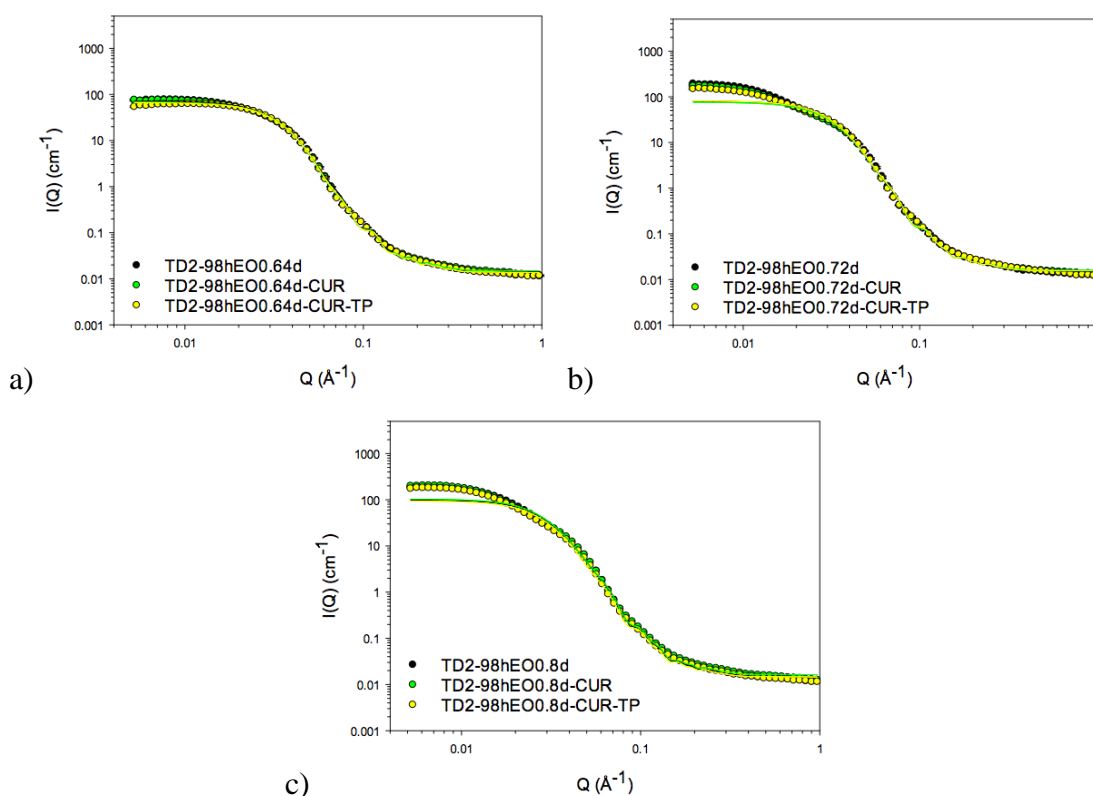 1000
100
10
1
0.1
0.01
0.001
I(Q) (cm⁻¹)
TD2-98hEO0.64d
TD2-98hEO0.64d-CUR
TD2-98hEO0.64d-CUR-TP
0.01 0.1 1
Q (Å⁻¹)
a)
1000
100
10
1
0.1
0.01
0.001
I(Q) (cm⁻¹)
TD2-98hEO0.72d
TD2-98hEO0.72d-CUR
TD2-98hEO0.72d-CUR-TP
0.01 0.1
Q (Å⁻¹)
b)
1000
100
10
1
0.1
0.01
0.001
I(Q) (cm⁻¹)
TD2-98hEO0.8d
TD2-98hEO0.8d-CUR
TD2-98hEO0.8d-CUR-TP
0.01 0.1 1
Q (Å⁻¹)
c)